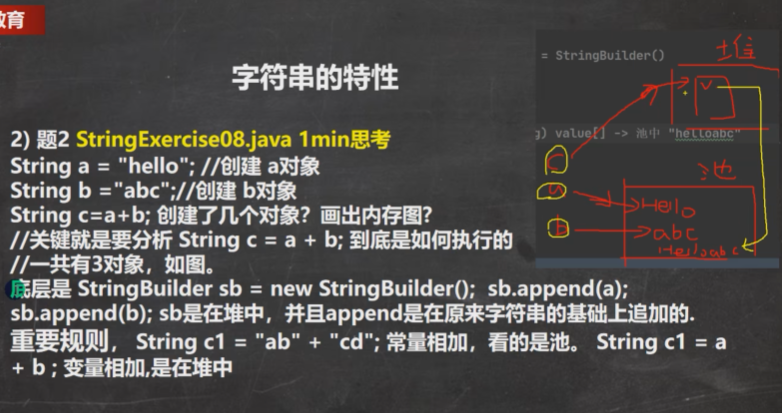 教育
字符串的特性
2) 题2 StringExercise08.java 1min思考
String a = "hello"; //创建 a对象
String b ="abc";//创建 b对象
String c=a+b; 创建了几个对象？画出内存图？
//关键就是要分析 String c = a + b; 到底是如何执行的
//一共有3对象，如图。
底层是 StringBuilder sb = new StringBuilder(); sb.append(a);
sb.append(b); sb是在堆中，并且append是在原来字符串的基础上追加的.
重要规则， String c1 = "ab" + "cd"; 常量相加，看的是池。 String c1 = a
+ b ; 变量相加,是在堆中
= StringBuilder()
堆
V
g) value[] -> 池中 "helloabc"
c
池
a
Hello
b
abc
Helloabc